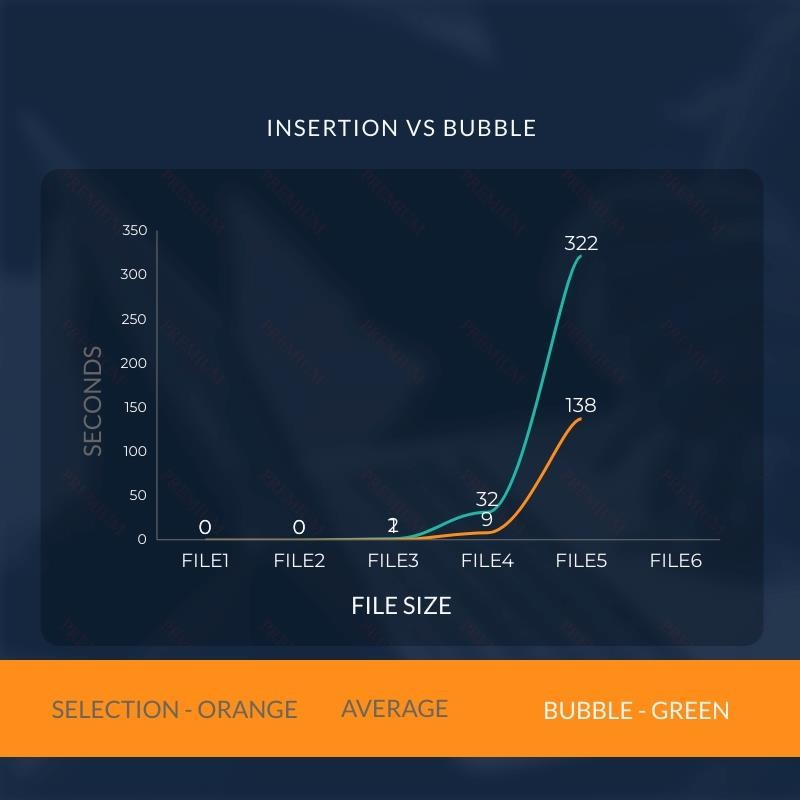 INSERTION VS BUBBLE
350
300
250
200
150
100
50
0
SECONDS
322
138
32
9
0
0
FILE1 FILE2 FILE3 FILE4 FILE5 FILE6
FILE SIZE
SELECTION - ORANGE AVERAGE BUBBLE - GREEN
PREMIUM